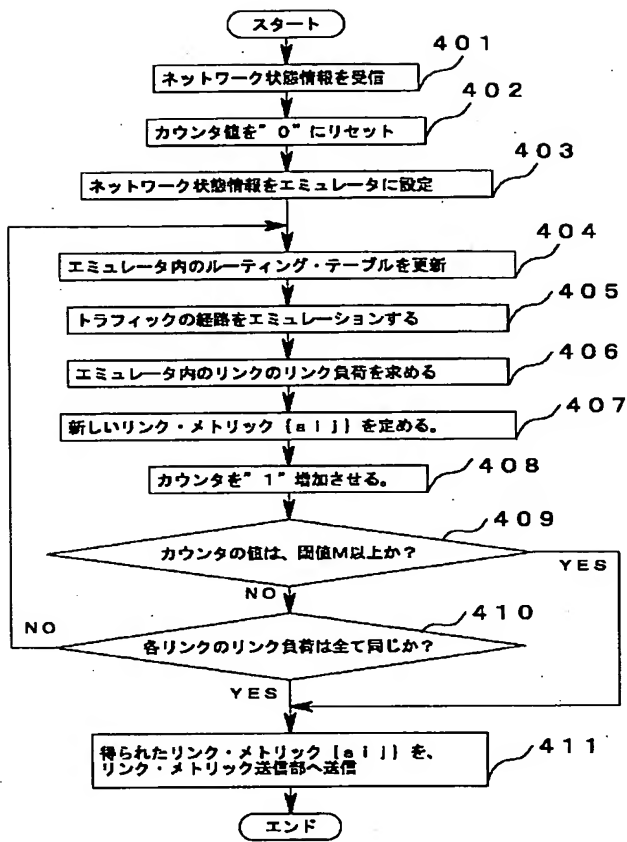 スタート
401
ネットワーク状態情報を受信
402
カウンタ値を"0"にリセット
403
ネットワーク状態情報をエミュレータに設定
404
エミュレータ内のルーティング・テーブルを更新
405
トラフィックの経路をエミュレーションする
406
エミュレータ内のリンクのリンク負荷を求める
407
新しいリンク・メトリック{aij}を定める。
408
カウンタを"1"増加させる。
409
カウンタの値は、閾値M以上か?
YES
NO
410
NO
各リンクのリンク負荷は全て同じか?
YES
411
得られたリンク・メトリック{aij}を、
リンク・メトリック送信部へ送信
エンド